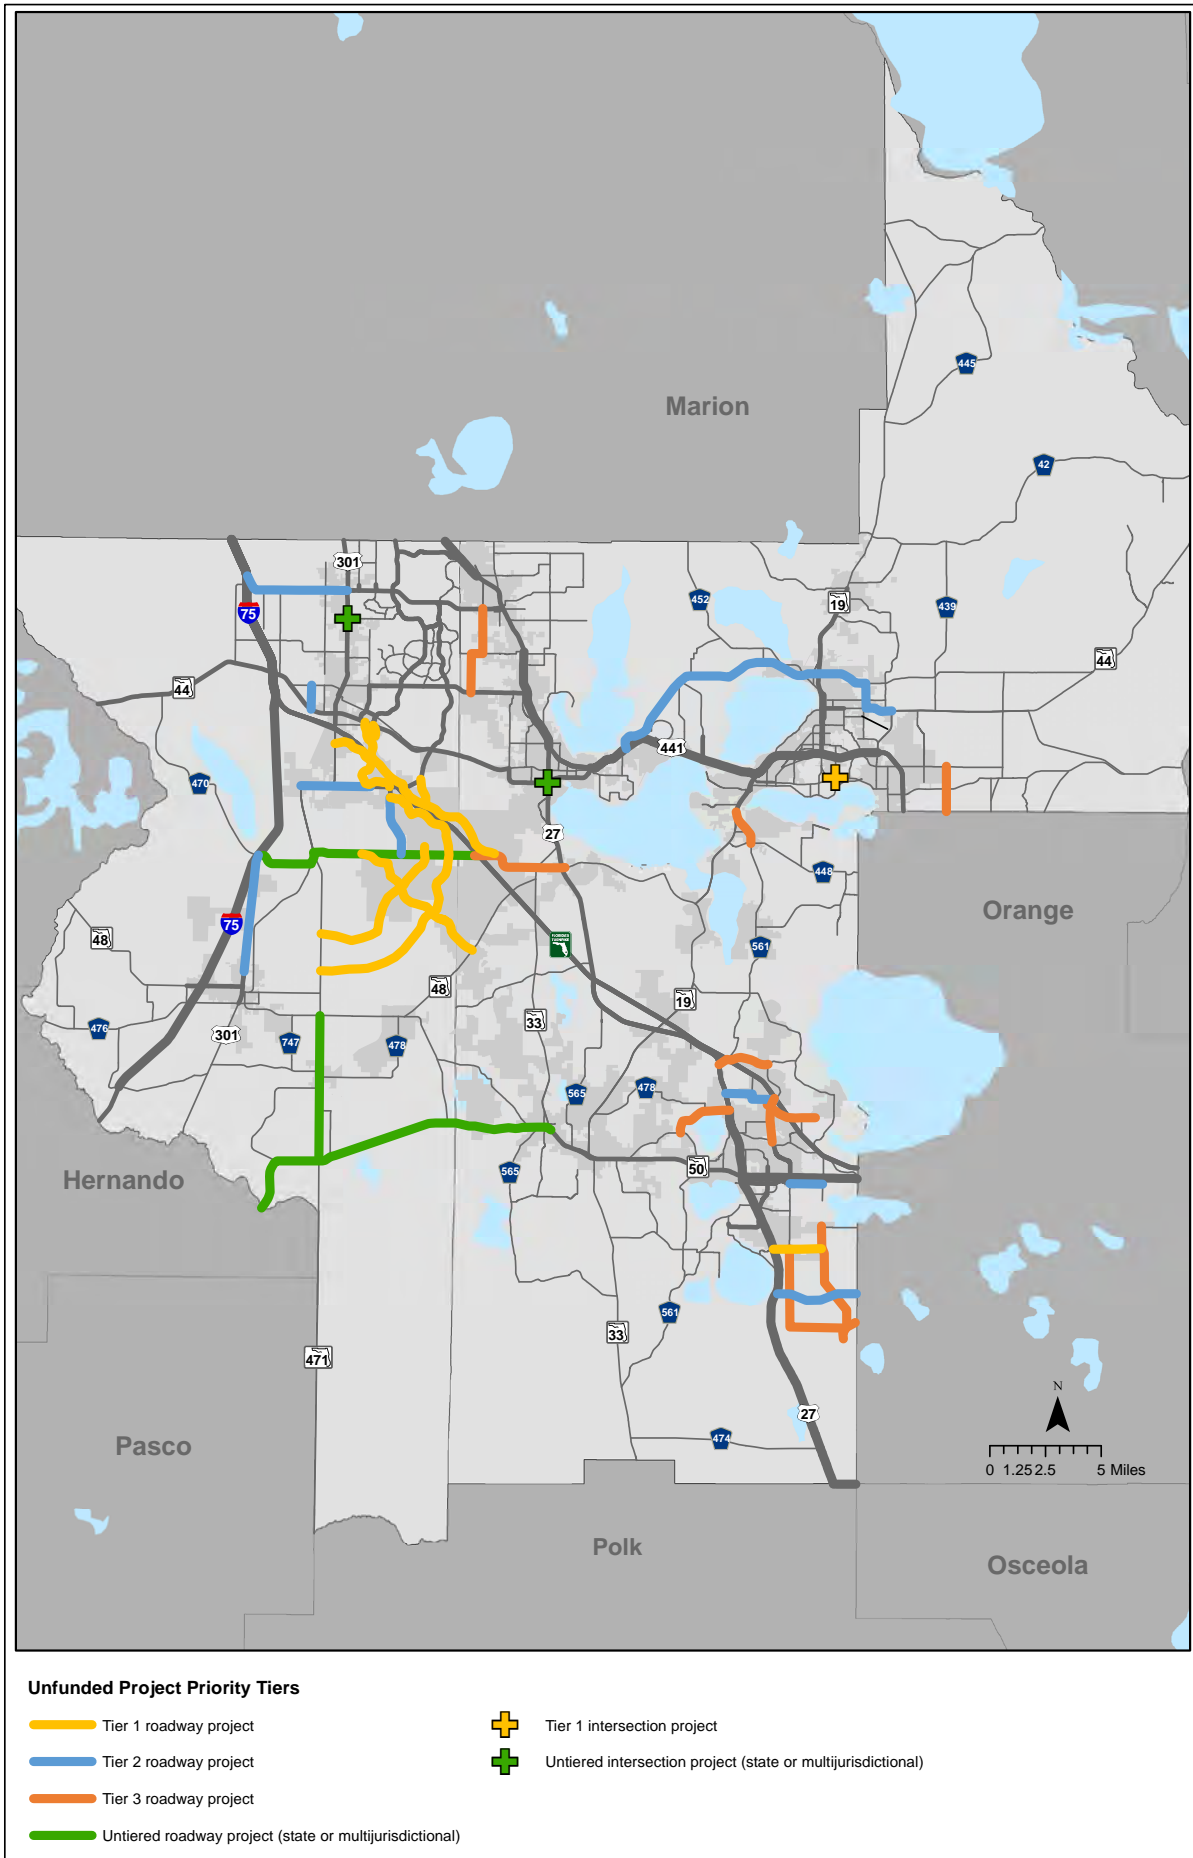 Marion
445
42
301
75
452
19
439
44
44
441
470
27
448
Orange
75
48
561
FLORIDA'S
TURNPIKE
48
19
33
476
301
747
478
565
478
Hernando
565
50
561
33
471
N
27
Pasco
474
0 1.25 2.5 5 Miles
Polk
Osceola
Unfunded Project Priority Tiers
Tier 1 roadway project
Tier 1 intersection project
Tier 2 roadway project
Untiered intersection project (state or multijurisdictional)
Tier 3 roadway project
Untiered roadway project (state or multijurisdictional)